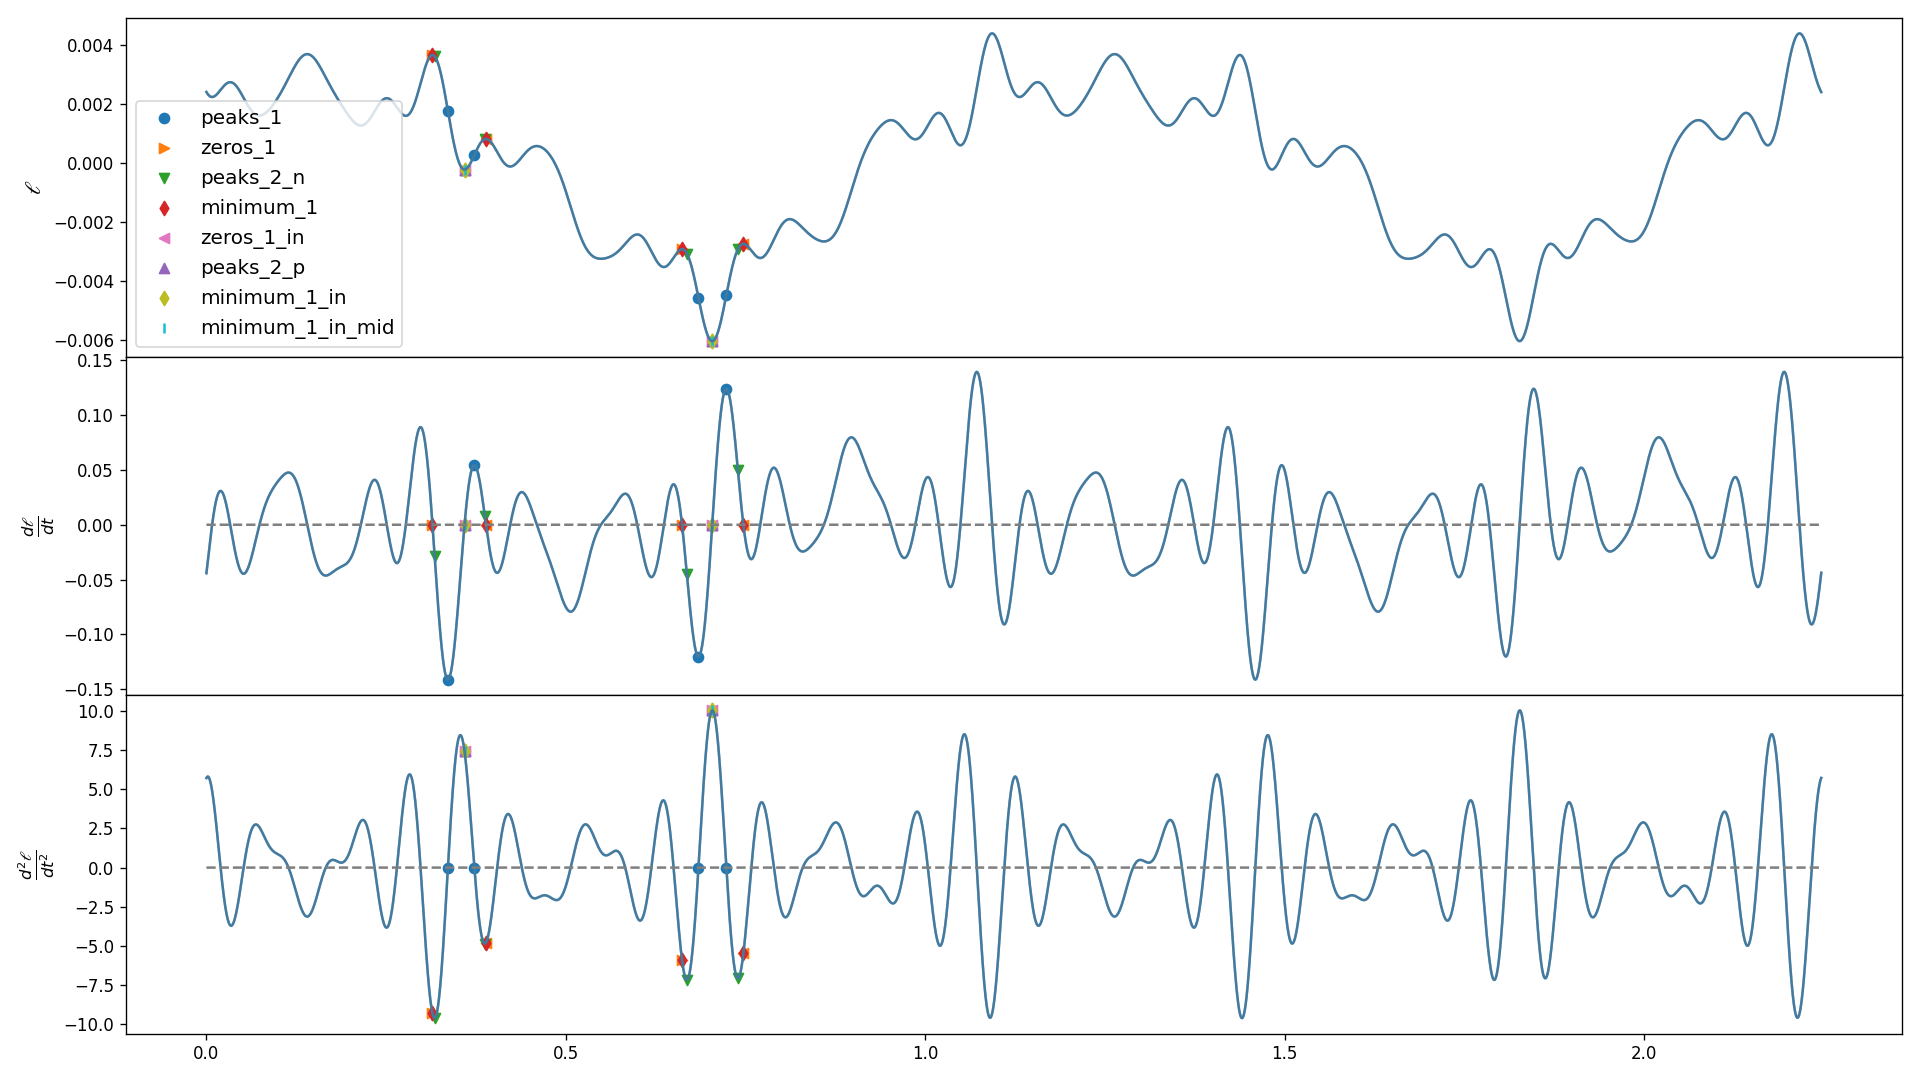 0.004
0.002
0.000
−0.002
−0.004
−0.006
ℓ
peaks_1
zeros_1
peaks_2_n
minimum_1
zeros_1_in
peaks_2_p
minimum_1_in
minimum_1_in_mid
0.15
0.10
0.05
0.00
−0.05
−0.10
−0.15
dℓ
dt
10.0
7.5
5.0
2.5
0.0
−2.5
−5.0
−7.5
−10.0
d²ℓ
dt²
0.0 0.5 1.0 1.5 2.0